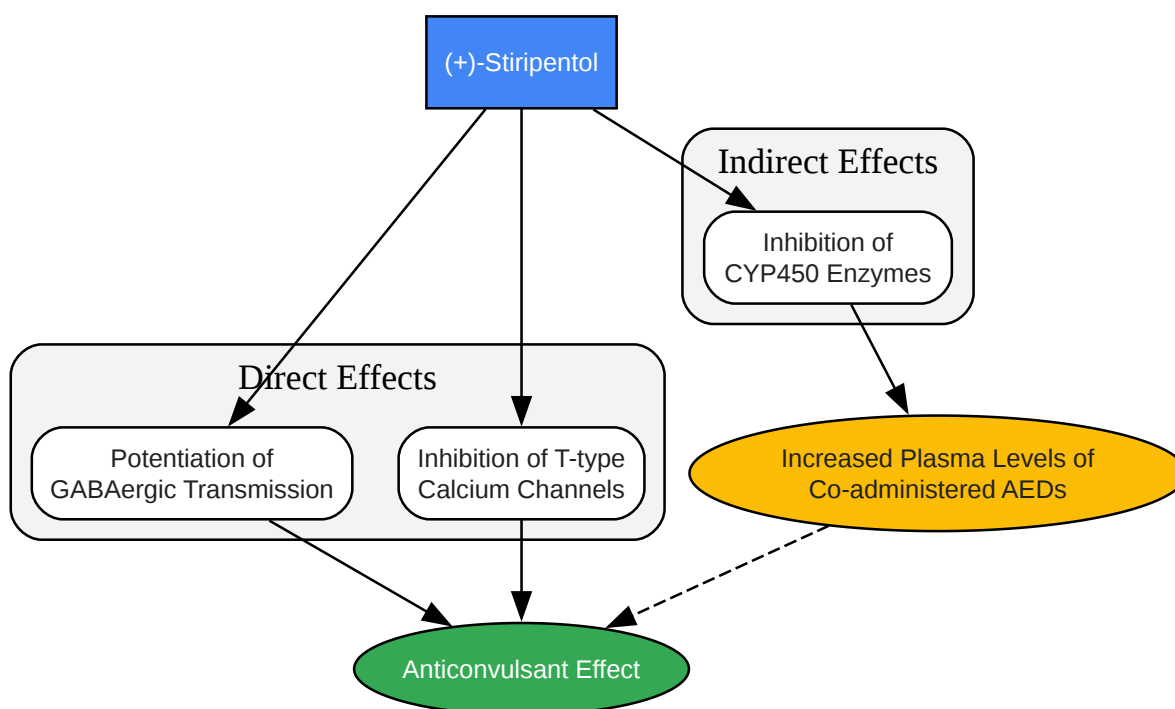 (+)-Stiripentol
Indirect Effects
Inhibition of
CYP450 Enzymes
Direct Effects
Potentiation of
GABAergic Transmission
Inhibition of T-type
Calcium Channels
Increased Plasma Levels of
Co-administered AEDs
Anticonvulsant Effect